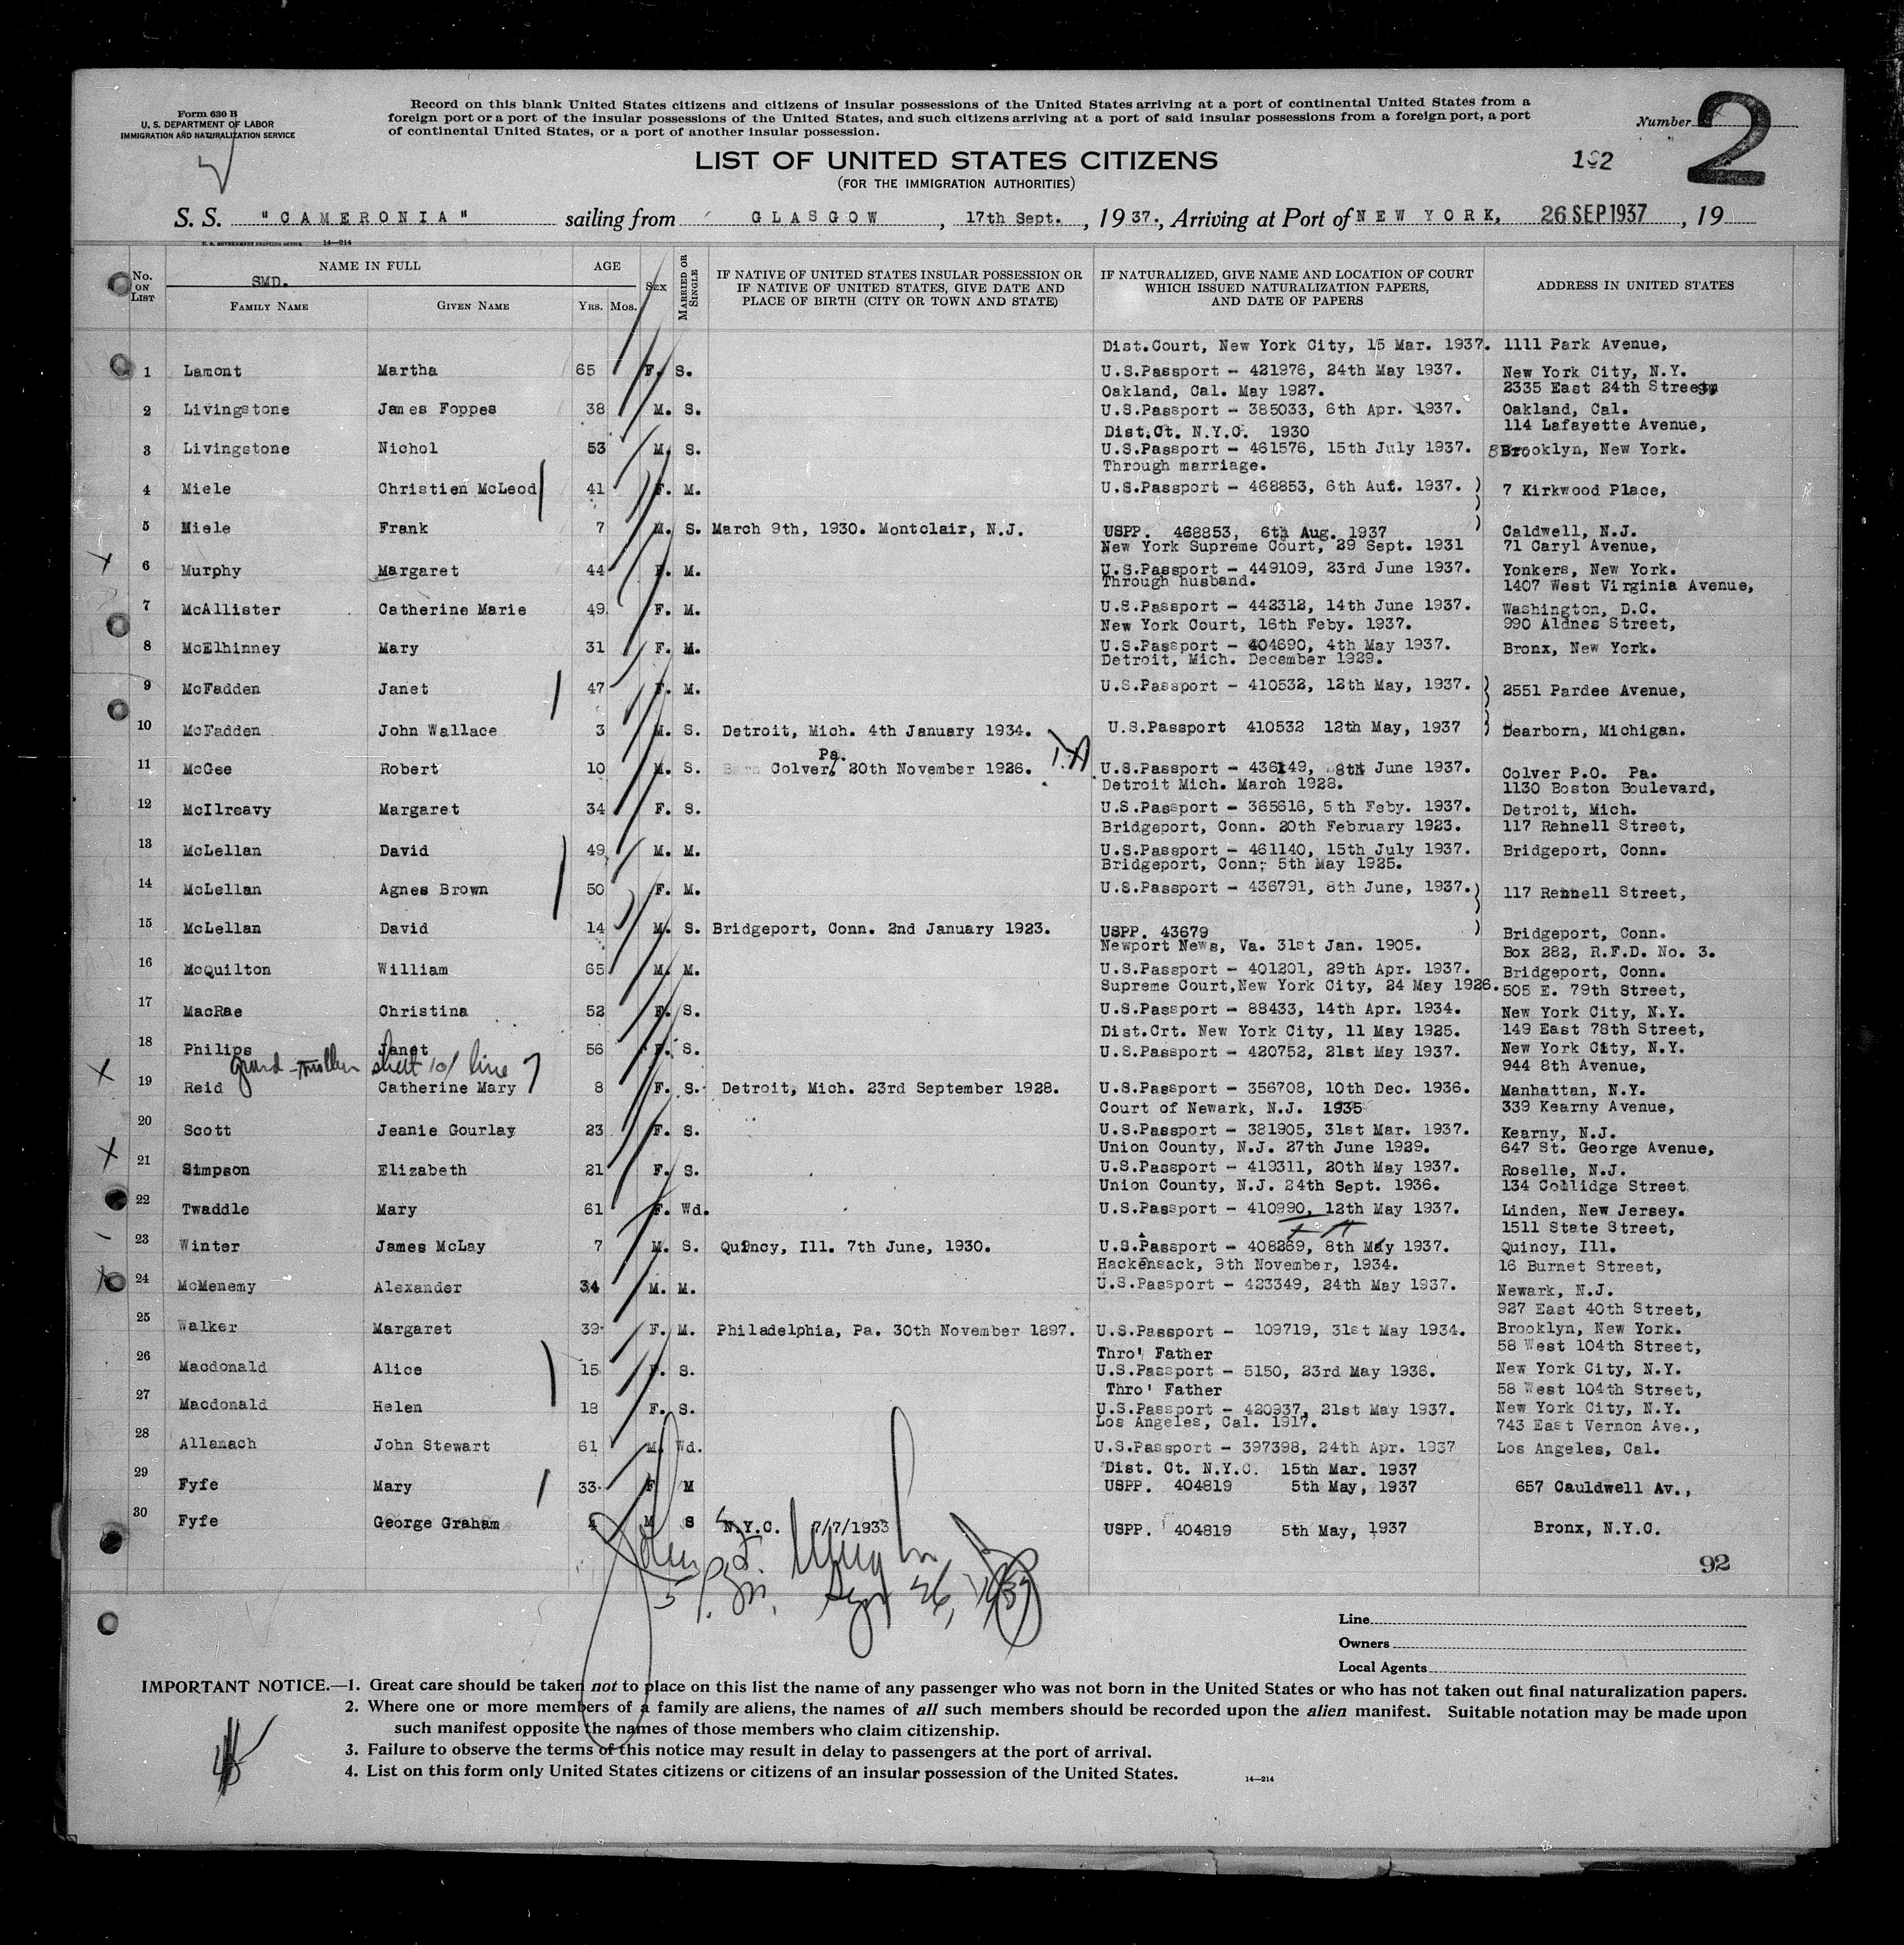 Form 630 B
U. S. DEPARTMENT OF LABOR
IMMIGRATION AND NATURALIZATION SERVICE
Record on this blank United States citizens and citizens of insular possessions of the United States arriving at a port of continental United States from a
foreign port or a port of the insular possessions of the United States, and such citizens arriving at a port of said insular possessions from a foreign port, a port
of continental United States, or a port of another insular possession.
Number 2
LIST OF UNITED STATES CITIZENS
(FOR THE IMMIGRATION AUTHORITIES)
S. S. "CAMERONIA" sailing from GLASGOW, 17th Sept., 1937., Arriving at Port of NEW YORK, 26 SEP 1937, 19
U. S. GOVERNMENT PRINTING OFFICE 14—214
No. ON LIST
NAME IN FULL
SMD.
FAMILY NAME GIVEN NAME
AGE
YRS. MOS.
SEX
MARRIED OR SINGLE
IF NATIVE OF UNITED STATES INSULAR POSSESSION OR
IF NATIVE OF UNITED STATES, GIVE DATE AND
PLACE OF BIRTH (CITY OR TOWN AND STATE)
IF NATURALIZED, GIVE NAME AND LOCATION OF COURT
WHICH ISSUED NATURALIZATION PAPERS,
AND DATE OF PAPERS
ADDRESS IN UNITED STATES
Dist.Court, New York City, 15 Mar. 1937. 1111 Park Avenue,
1 Lamont Martha 65 F. S. U.S.Passport - 421976, 24th May 1937. New York City, N.Y.
Oakland, Cal. May 1927. 2335 East 24th Street
2 Livingstone James Foppes 38 M. S. U.S.Passport - 385033, 6th Apr. 1937. Oakland, Cal.
Dist.Ct. N.Y.C. 1930 114 Lafayette Avenue,
3 Livingstone Nichol 53 M. S. U.S.Passport - 461576, 15th July 1937. Brooklyn, New York.
Through marriage.
4 Miele Christien McLeod 41 F. M. U.S.Passport - 468853, 6th Aug. 1937. 7 Kirkwood Place,
5 Miele Frank 7 M. S. March 9th, 1930. Montclair, N.J. USPP. 468853, 6th Aug. 1937 Caldwell, N.J.
New York Supreme Court, 29 Sept. 1931 71 Caryl Avenue,
6 Murphy Margaret 44 F. M. U.S.Passport - 449109, 23rd June 1937. Yonkers, New York.
Through husband. 1407 West Virginia Avenue,
7 McAllister Catherine Marie 49 F. M. U.S.Passport - 442312, 14th June 1937. Washington, D.C.
New York Court, 16th Feby. 1937. 990 Aldnes Street,
8 McElhinney Mary 31 F. M. U.S.Passport - 404690, 4th May 1937. Bronx, New York.
Detroit, Mich. December 1929.
9 McFadden Janet 47 F. M. U.S.Passport - 410532, 12th May, 1937. 2551 Pardee Avenue,
10 McFadden John Wallace 3 M. S. Detroit, Mich. 4th January 1934. U.S.Passport 410532 12th May, 1937 Dearborn, Michigan.
Pa.
11 McGee Robert 10 M. S. Born Colver, 20th November 1926. U.S.Passport - 436149, 8th June 1937. Colver P.O. Pa.
Detroit Mich. March 1928. 1130 Boston Boulevard,
12 McIlreavy Margaret 34 F. S. U.S.Passport - 365616, 5th Feby. 1937. Detroit, Mich.
Bridgeport, Conn. 20th February 1923. 117 Rennell Street,
13 McLellan David 49 M. M. U.S.Passport - 461140, 15th July 1937. Bridgeport, Conn.
Bridgeport, Conn; 5th May 1925.
14 McLellan Agnes Brown 50 F. M. U.S.Passport - 436791, 8th June, 1937. 117 Rennell Street,
15 McLellan David 14 M. S. Bridgeport, Conn. 2nd January 1923. USPP. 43679 Bridgeport, Conn.
Newport News, Va. 31st Jan. 1905. Box 282, R.F.D. No. 3.
16 McQuilton William 65 M. M. U.S.Passport - 401201, 29th Apr. 1937. Bridgeport, Conn.
Supreme Court,New York City, 24 May 1926. 505 E. 79th Street,
17 MacRae Christina 52 F. S. U.S.Passport - 88433, 14th Apr. 1934. New York City, N.Y.
Dist.Crt. New York City, 11 May 1925. 149 East 78th Street,
18 Philips Janet 56 F. S. U.S.Passport - 420752, 21st May 1937. New York City, N.Y.
grand-mother sheet 101 line 7 944 8th Avenue,
19 Reid Catherine Mary 8 F. S. Detroit, Mich. 23rd September 1928. U.S.Passport - 356708, 10th Dec. 1936. Manhattan, N.Y.
Court of Newark, N.J. 1935 339 Kearny Avenue,
20 Scott Jeanie Gourlay 23 F. S. U.S.Passport - 381905, 31st Mar. 1937. Kearny, N.J.
Union County, N.J. 27th June 1929. 647 St. George Avenue,
21 Simpson Elizabeth 21 F. S. U.S.Passport - 419311, 20th May 1937. Roselle, N.J.
Union County, N.J. 24th Sept. 1936. 134 Collidge Street
22 Twaddle Mary 61 F. Wd. U.S.Passport - 410990, 12th May 1937. Linden, New Jersey.
1511 State Street,
23 Winter James McLay 7 M. S. Quincy, Ill. 7th June, 1930. U.S.Passport - 408269, 8th May 1937. Quincy, Ill.
Hackensack, 9th November, 1934. 16 Burnet Street,
24 McMenemy Alexander 34 M. M. U.S.Passport - 423349, 24th May 1937. Newark, N.J.
927 East 40th Street,
25 Walker Margaret 39 F. M. Philadelphia, Pa. 30th November 1897. U.S.Passport - 109719, 31st May 1934. Brooklyn, New York.
Thro' Father 58 West 104th Street,
26 Macdonald Alice 15 F. S. U.S.Passport - 5150, 23rd May 1936. New York City, N.Y.
Thro' Father 58 West 104th Street,
27 Macdonald Helen 18 F. S. U.S.Passport - 420937, 21st May 1937. New York City, N.Y.
Los Angeles, Cal. 1917. 743 East Vernon Ave.,
28 Allanach John Stewart 61 M. Wd. U.S.Passport - 397398, 24th Apr. 1937 Los Angeles, Cal.
Dist. Ct. N.Y.C. 15th Mar. 1937
29 Fyfe Mary 33 F M USPP. 404819 5th May, 1937 657 Cauldwell Av.,
30 Fyfe George Graham 4 M S N.Y.C. 7/7/1933 USPP. 404819 5th May, 1937 Bronx, N.Y.C.
92
Sept 26, 1937
Line
Owners
Local Agents
IMPORTANT NOTICE.—1. Great care should be taken not to place on this list the name of any passenger who was not born in the United States or who has not taken out final naturalization papers.
2. Where one or more members of a family are aliens, the names of all such members should be recorded upon the alien manifest. Suitable notation may be made upon
such manifest opposite the names of those members who claim citizenship.
3. Failure to observe the terms of this notice may result in delay to passengers at the port of arrival.
4. List on this form only United States citizens or citizens of an insular possession of the United States.
14—214